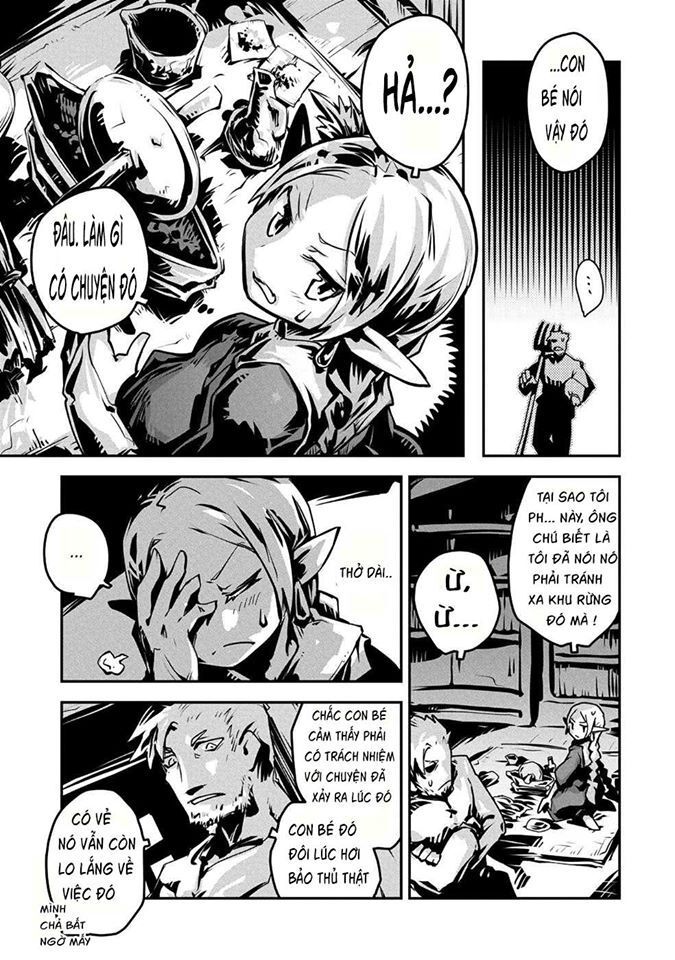 ...CON
BÉ NÓI
VẬY ĐÓ
...
HẢ...?
ĐÂU. LÀM GÌ
CÓ CHUYỆN ĐÓ
TẠI SAO TÔI
PH... NÀY, ÔNG
CHÚ BIẾT LÀ
TÔI ĐÃ NÓI NÓ
PHẢI TRÁNH
XA KHU RỪNG
ĐÓ MÀ !
Ừ,
Ừ...
THỞ DÀI..
...
CHẮC CON BÉ
CẢM THẤY PHẢI
CÓ TRÁCH NHIỆM
VỚI CHUYỆN ĐÃ
XẢY RA LÚC ĐÓ
CON BÉ ĐÓ
ĐÔI LÚC HƠI
BẢO THỦ THẬT
CÓ VẺ
NÓ VẪN CÒN
LO LẮNG VỀ
VIỆC ĐÓ
MÌNH
CHẢ BẤT
NGỜ MẤY